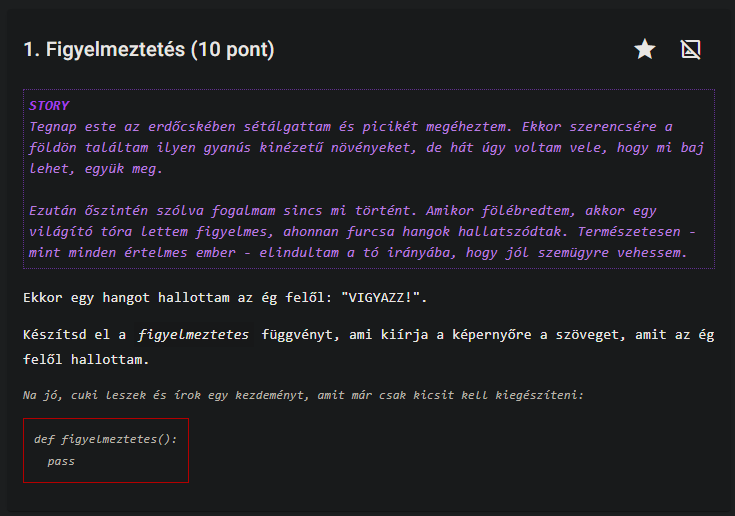 1. Figyelmeztetés (10 pont)
STORY
Tegnap este az erdőcskében sétálgattam és picikét megéheztem. Ekkor szerencsére a
földön találtam ilyen gyanús kinézetű növényeket, de hát úgy voltam vele, hogy mi baj
lehet, együk meg.
Ezután őszintén szólva fogalmam sincs mi történt. Amikor fölébredtem, akkor egy
világító tóra lettem figyelmes, ahonnan furcsa hangok hallatszódtak. Természetesen -
mint minden értelmes ember - elindultam a tó irányába, hogy jól szemügyre vehessem.
Ekkor egy hangot hallottam az ég felől: "VIGYAZZ!".
Készítsd el a figyelmeztetes függvényt, ami kiírja a képernyőre a szöveget, amit az ég
felől hallottam.
Na jó, cuki leszek és írok egy kezdeményt, amit már csak kicsit kell kiegészíteni:
def figyelmeztetes():
  pass